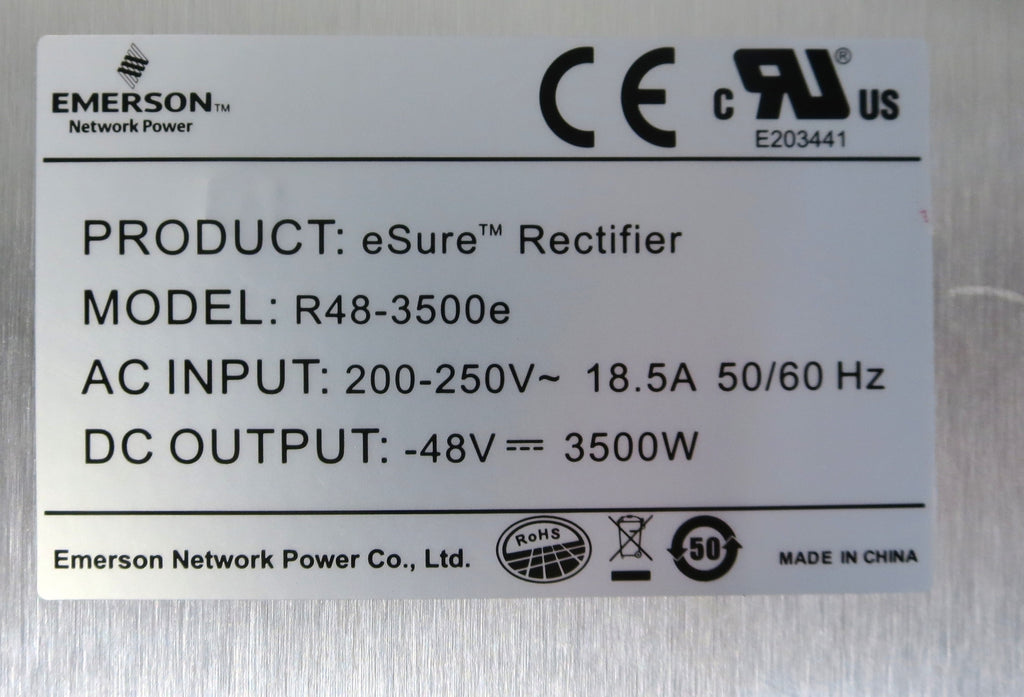 EMERSON™
Network Power
CE
C RU® US
E203441
PRODUCT: eSure™ Rectifier
MODEL: R48-3500e
AC INPUT: 200-250V~ 18.5A 50/60 Hz
DC OUTPUT: -48V⎓ 3500W
Emerson Network Power Co., Ltd.
RoHS
50
MADE IN CHINA